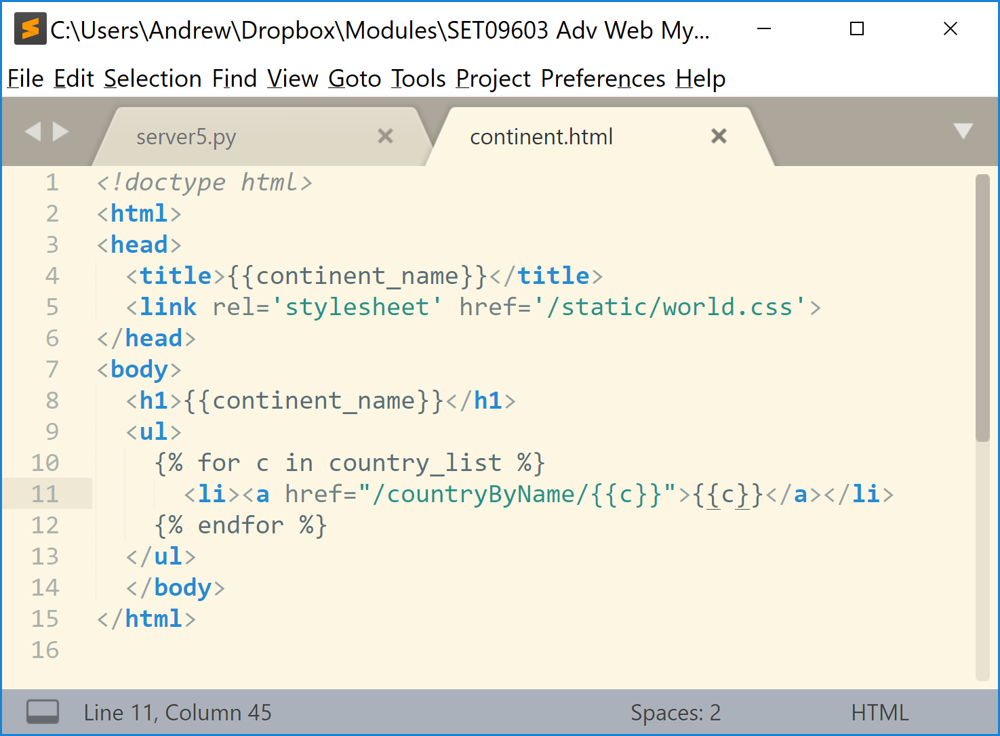 C:\Users\Andrew\Dropbox\Modules\SET09603 Adv Web My...
File Edit Selection Find View Goto Tools Project Preferences Help
server5.py continent.html
1 <!doctype html>
2 <html>
3 <head>
4   <title>{{continent_name}}</title>
5   <link rel='stylesheet' href='/static/world.css'>
6 </head>
7 <body>
8   <h1>{{continent_name}}</h1>
9   <ul>
10     {% for c in country_list %}
11       <li><a href="/countryByName/{{c}}">{{c}}</a></li>
12     {% endfor %}
13   </ul>
14   </body>
15 </html>
16
Line 11, Column 45 Spaces: 2 HTML